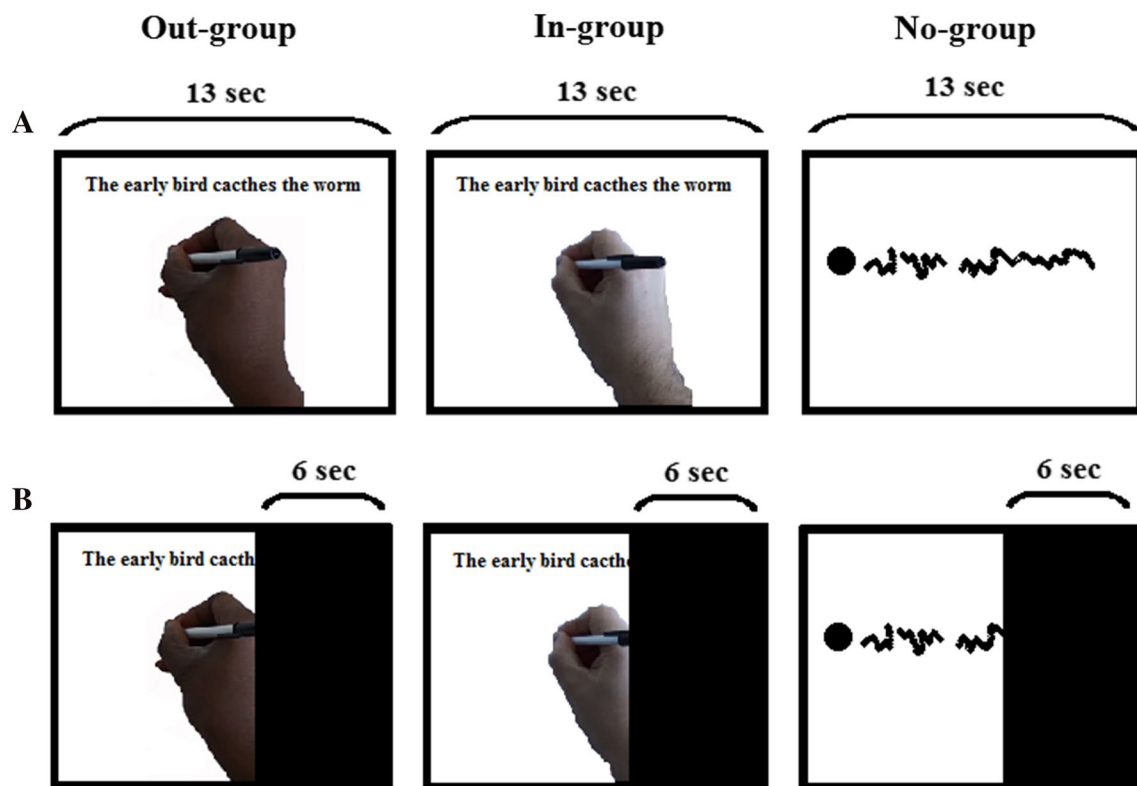 Out-group In-group No-group
13 sec 13 sec 13 sec
A
The early bird cacthes the worm The early bird cacthes the worm
6 sec 6 sec 6 sec
B
The early bird cacth The early bird cacthe